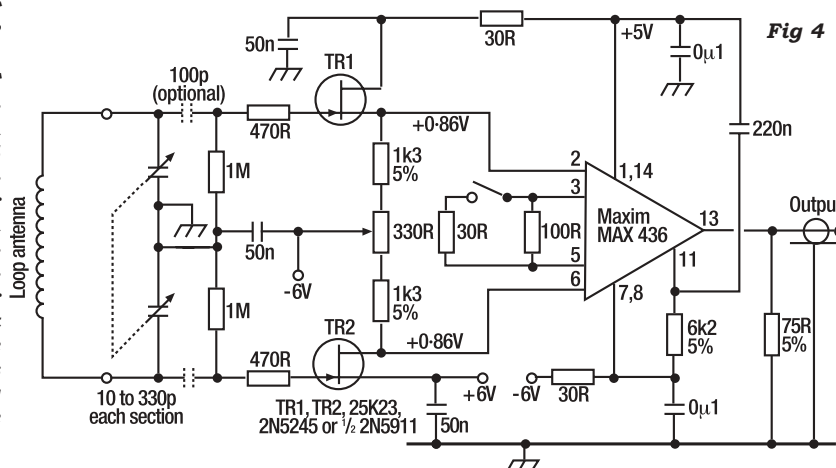 Fig 4
50n
30R
+5V
0µ1
TR1
100p
(optional)
470R
+0·86V
220n
1M
1k3
5%
2
1,14
3
Maxim
MAX 436
13
Output
50n
330R
30R
100R
5
11
-6V
6
7,8
1M
1k3
5%
Loop antenna
TR2
+0·86V
6k2
5%
75R
5%
470R
+6V
-6V
30R
10 to 330p
each section
TR1, TR2, 25K23,
2N5245 or ½ 2N5911
50n
0µ1